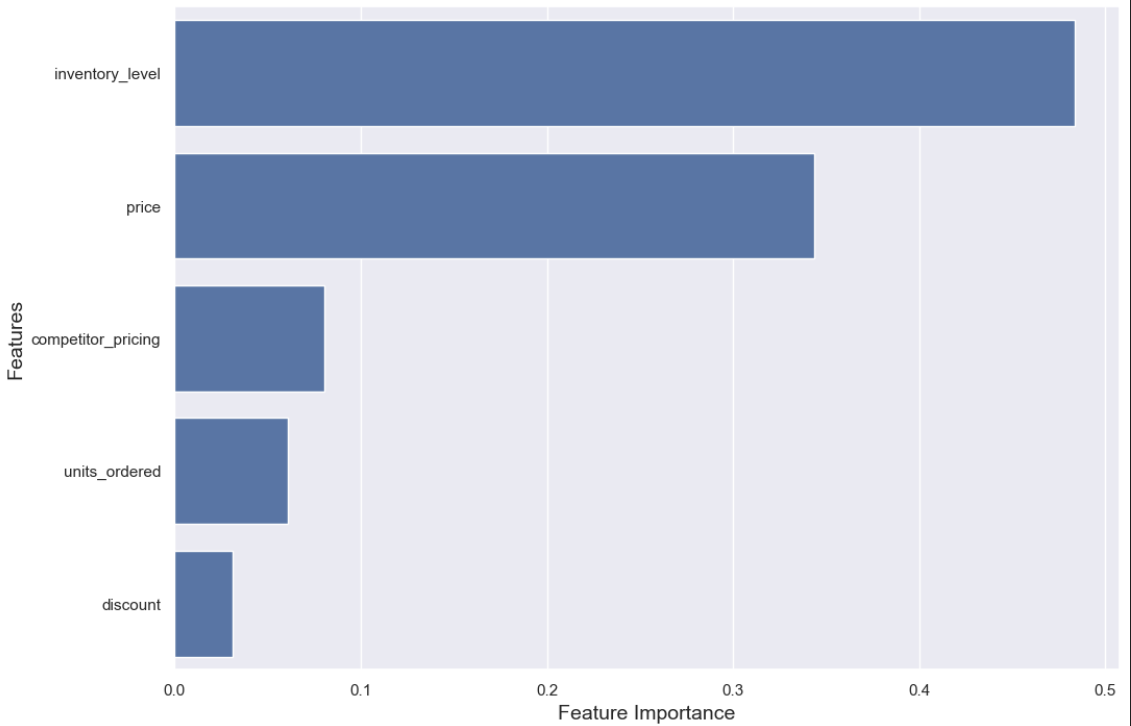 inventory_level
price
competitor_pricing
units_ordered
discount
Features
0.0 0.1 0.2 0.3 0.4 0.5
Feature Importance